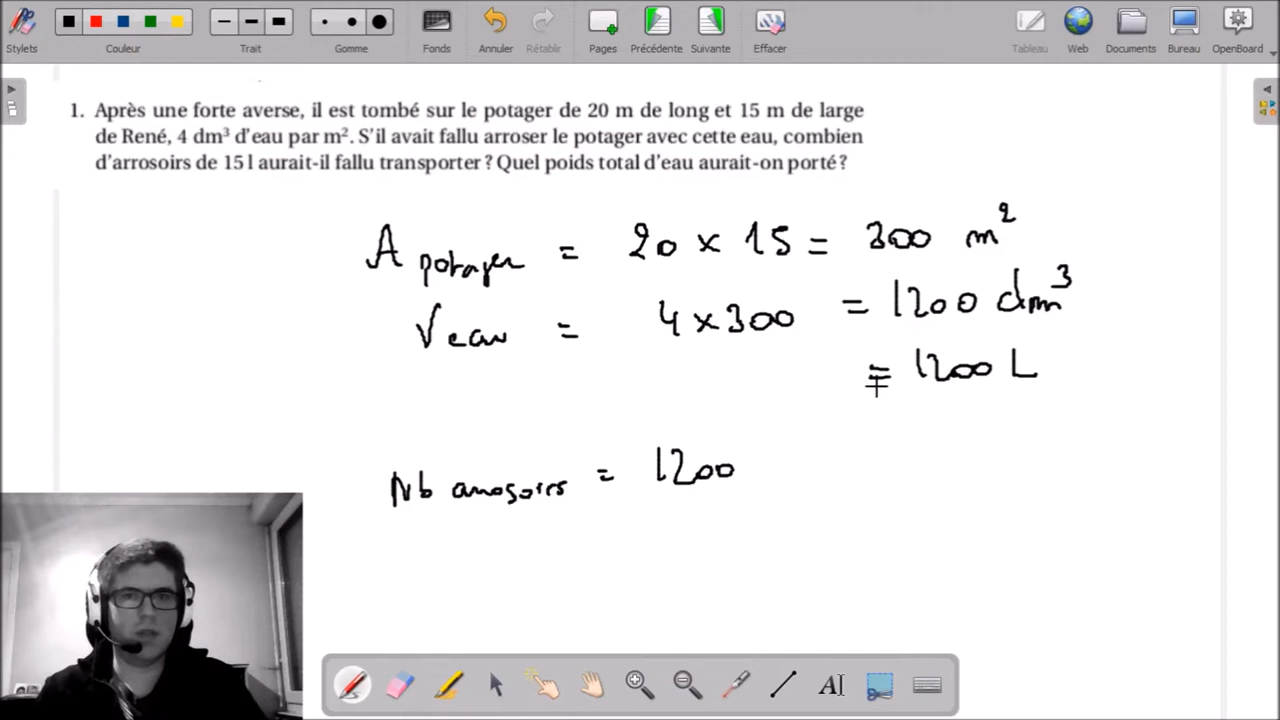 Stylets Couleur Trait Gomme Fonds Annuler Rétablir Pages Précédente Suivante Effacer Tableau Web Documents Bureau OpenBoard
1. Après une forte averse, il est tombé sur le potager de 20 m de long et 15 m de large
de René, 4 dm³ d'eau par m². S'il avait fallu arroser le potager avec cette eau, combien
d'arrosoirs de 15 l aurait-il fallu transporter ? Quel poids total d'eau aurait-on porté ?
A potager = 20 × 15 = 300 m²
V eau = 4 × 300 = 1200 dm³
= 1200 L
Nb arrosoirs = 1200
AI